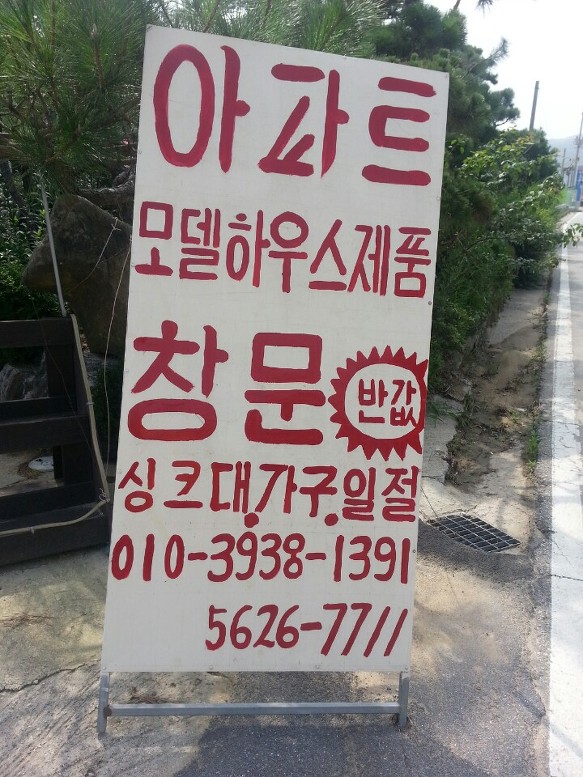 아파트
모델하우스제품
창문 반값
싱크대.가구.일절
010-3938-1391
5626-7711